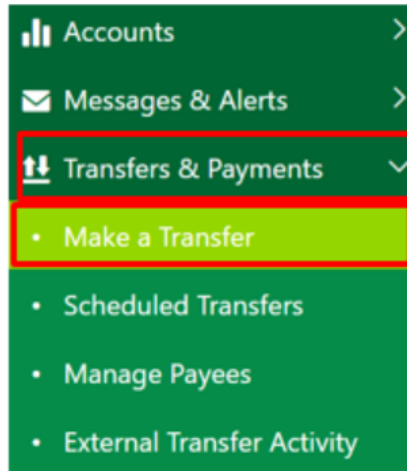 Accounts
Messages & Alerts
Transfers & Payments
Make a Transfer
Scheduled Transfers
Manage Payees
External Transfer Activity